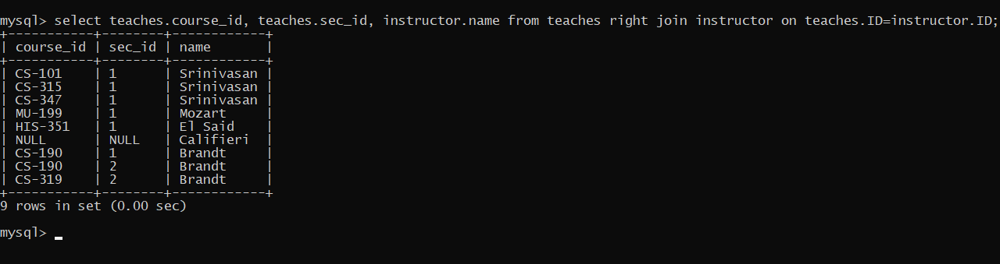 mysql> select teaches.course_id, teaches.sec_id, instructor.name from teaches right join instructor on teaches.ID=instructor.ID;
+-----------+--------+------------+
| course_id | sec_id | name       |
+-----------+--------+------------+
| CS-101    | 1      | Srinivasan |
| CS-315    | 1      | Srinivasan |
| CS-347    | 1      | Srinivasan |
| MU-199    | 1      | Mozart     |
| HIS-351   | 1      | El Said    |
| NULL      | NULL   | Califieri  |
| CS-190    | 1      | Brandt     |
| CS-190    | 2      | Brandt     |
| CS-319    | 2      | Brandt     |
+-----------+--------+------------+
9 rows in set (0.00 sec)
mysql>